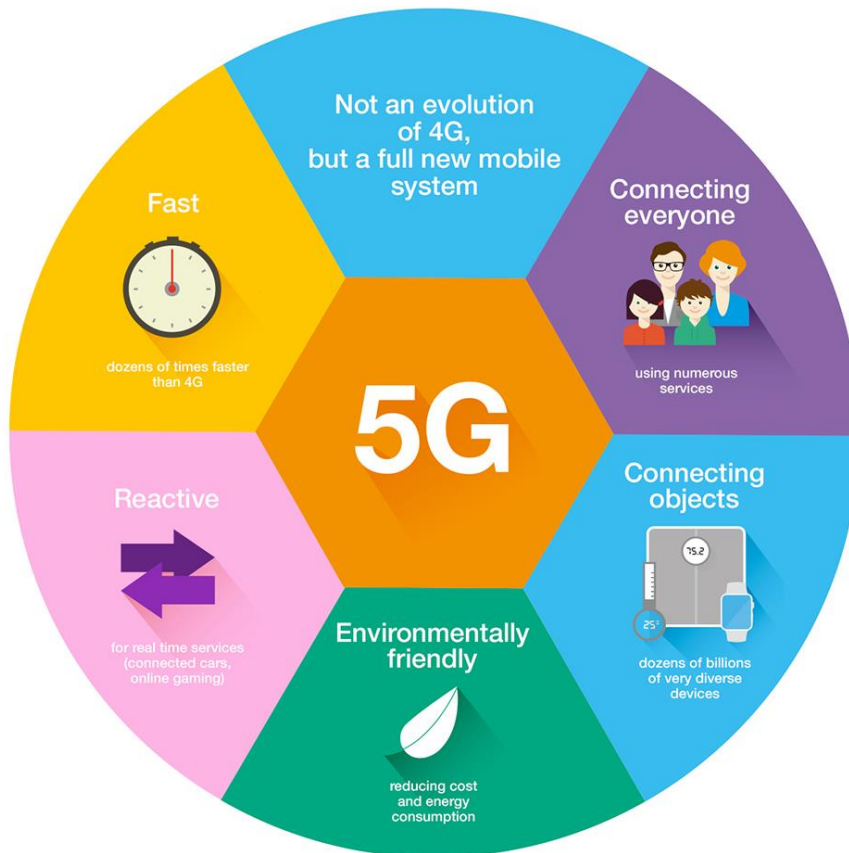 Not an evolution
of 4G,
but a full new mobile
system
Connecting
everyone
using numerous
services
Connecting
objects
75.2
25°
dozens of billions
of very diverse
devices
Environmentally
friendly
reducing cost
and energy
consumption
Reactive
for real time services
(connected cars,
online gaming)
Fast
dozens of times faster
than 4G
5G